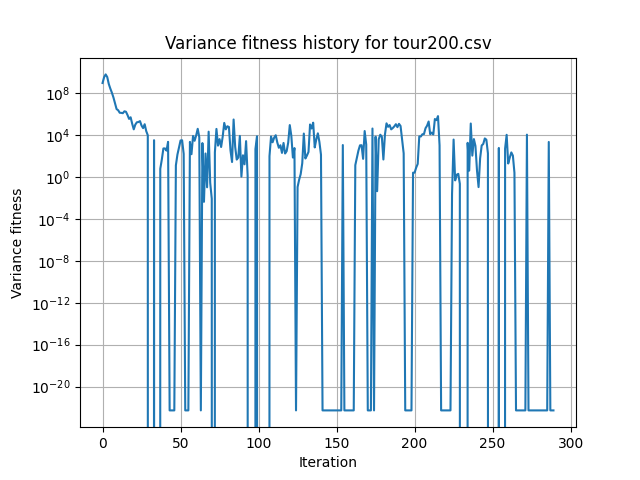 Variance fitness history for tour200.csv
Variance fitness
10^8
10^4
10^0
10^−4
10^−8
10^−12
10^−16
10^−20
0 50 100 150 200 250 300
Iteration